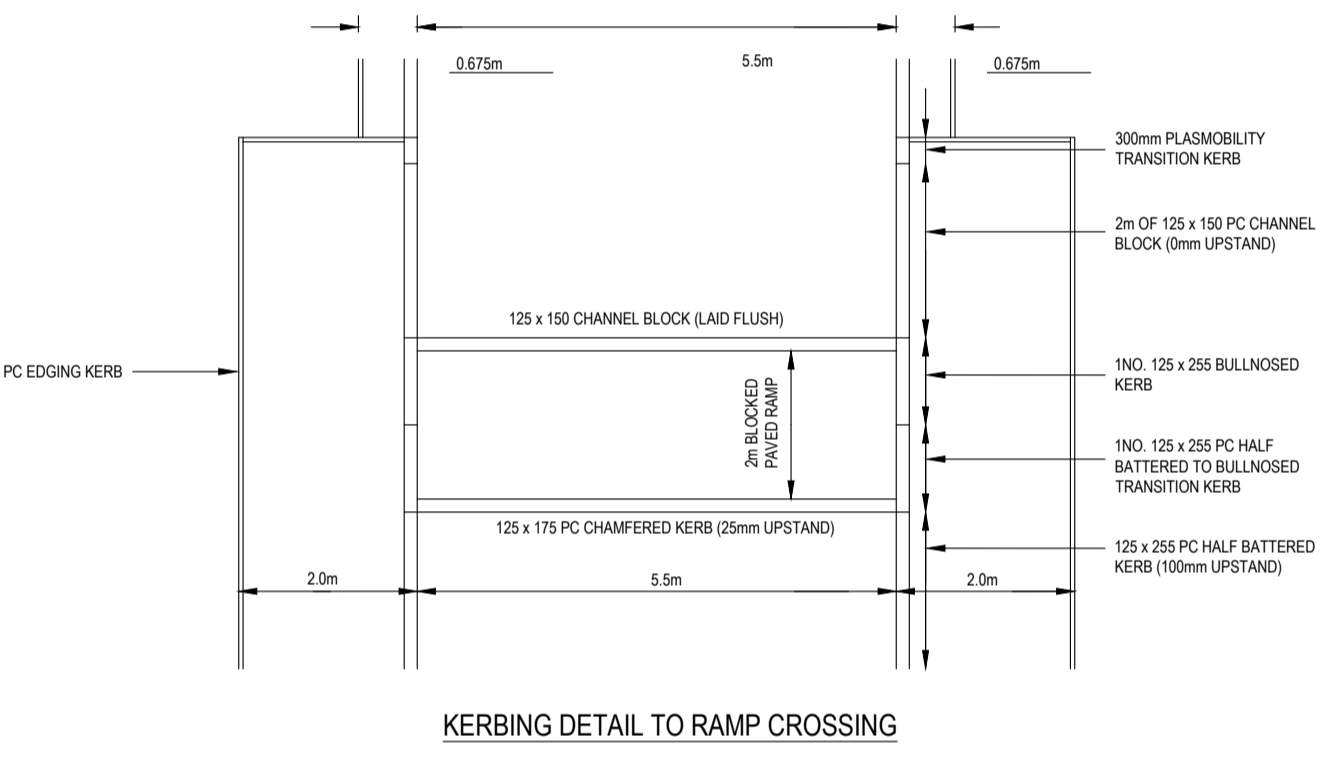 0.675m
5.5m
0.675m
300mm PLASMOBILITY
TRANSITION KERB
2m OF 125 x 150 PC CHANNEL
BLOCK (0mm UPSTAND)
125 x 150 CHANNEL BLOCK (LAID FLUSH)
PC EDGING KERB
2m BLOCKED
PAVED RAMP
1NO. 125 x 255 BULLNOSED
KERB
1NO. 125 x 255 PC HALF
BATTERED TO BULLNOSED
TRANSITION KERB
125 x 175 PC CHAMFERED KERB (25mm UPSTAND)
125 x 255 PC HALF BATTERED
KERB (100mm UPSTAND)
2.0m
5.5m
2.0m
KERBING DETAIL TO RAMP CROSSING